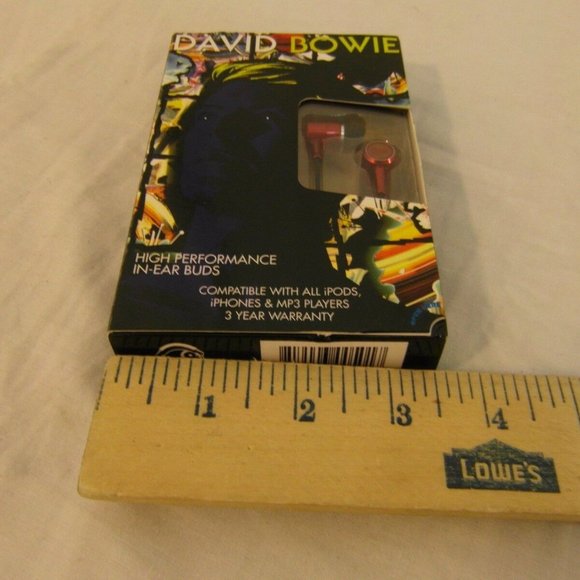 DAVID BOWIE
HIGH PERFORMANCE
IN-EAR BUDS
COMPATIBLE WITH ALL iPODS,
iPHONES & MP3 PLAYERS
3 YEAR WARRANTY
1 2 3 4
LOWE'S